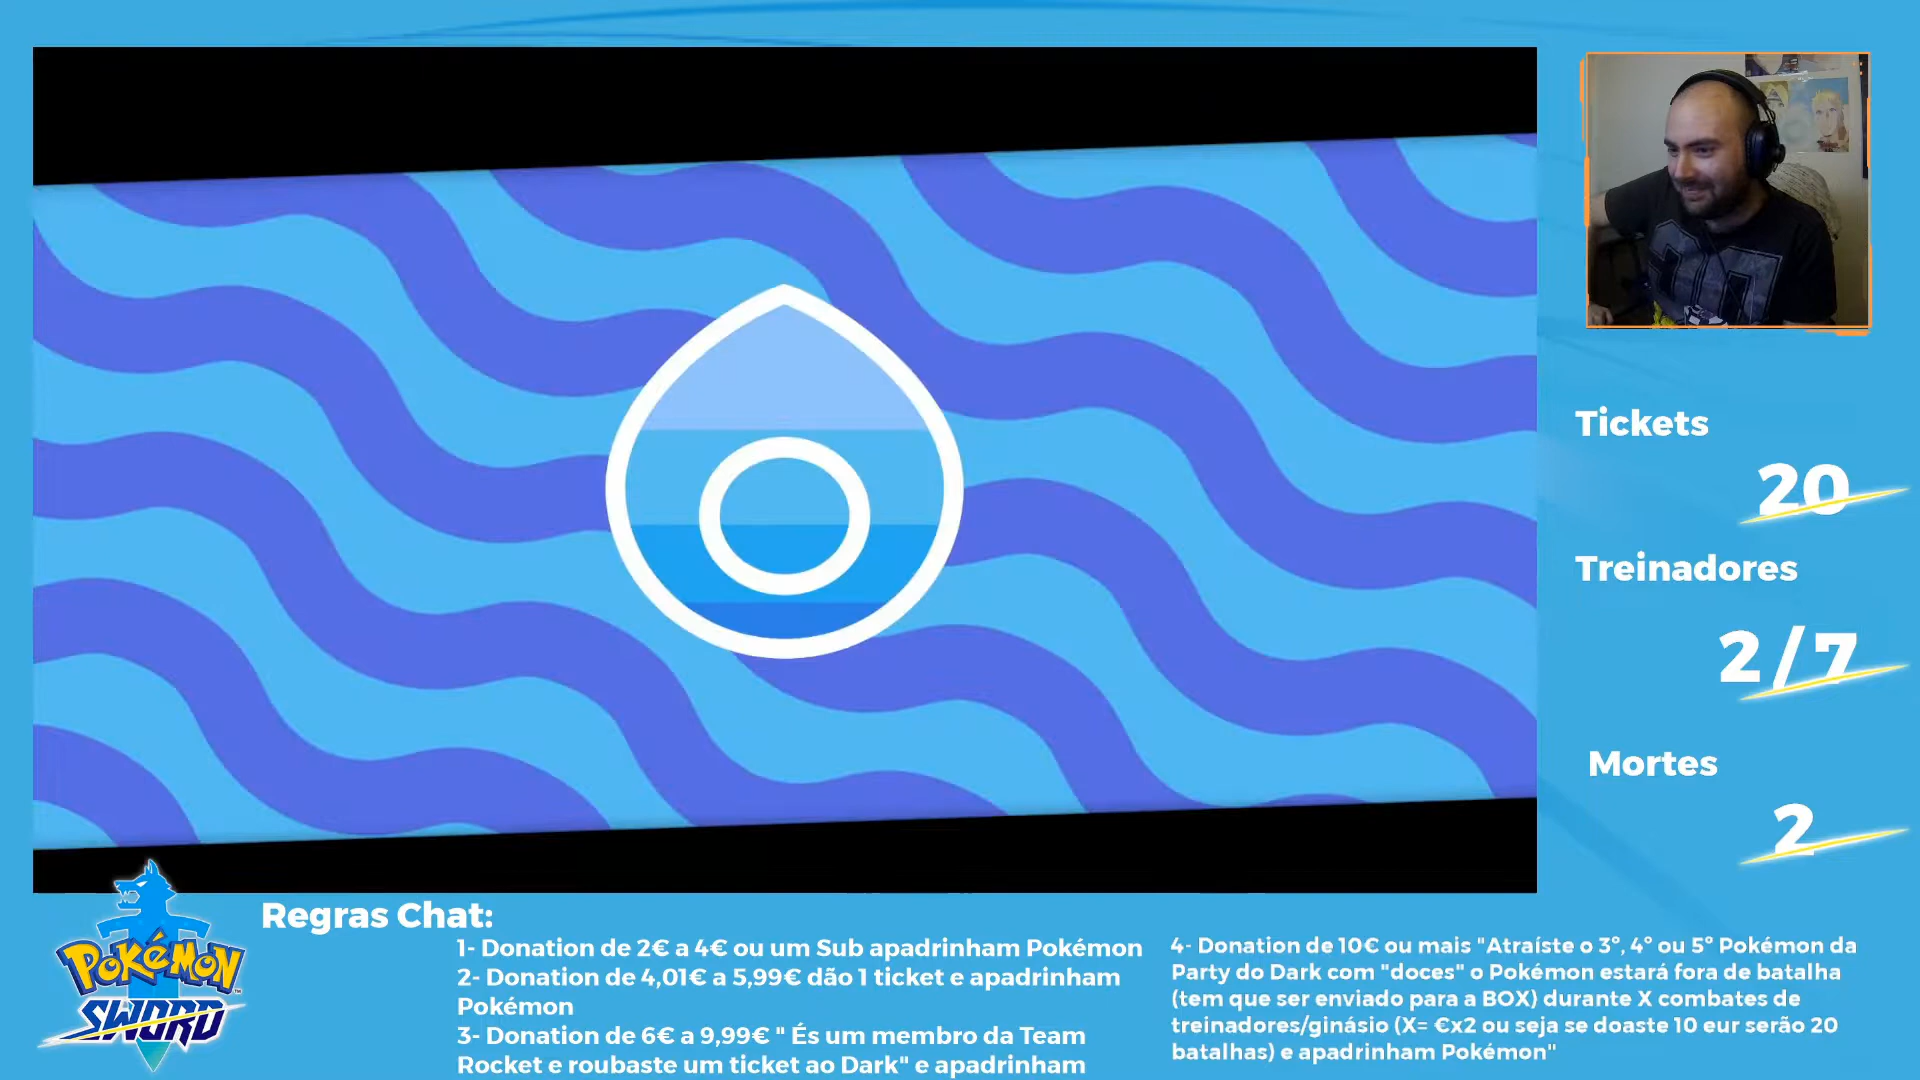 Tickets
20
Treinadores
2/7
Mortes
2
POKéMON
SWORD
Regras Chat:
1- Donation de 2€ a 4€ ou um Sub apadrinham Pokémon
2- Donation de 4,01€ a 5,99€ dão 1 ticket e apadrinham
Pokémon
3- Donation de 6€ a 9,99€ " És um membro da Team
Rocket e roubaste um ticket ao Dark" e apadrinham
4- Donation de 10€ ou mais "Atraíste o 3º, 4º ou 5º Pokémon da
Party do Dark com "doces" o Pokémon estará fora de batalha
(tem que ser enviado para a BOX) durante X combates de
treinadores/ginásio (X= €x2 ou seja se doaste 10 eur serão 20
batalhas) e apadrinham Pokémon"